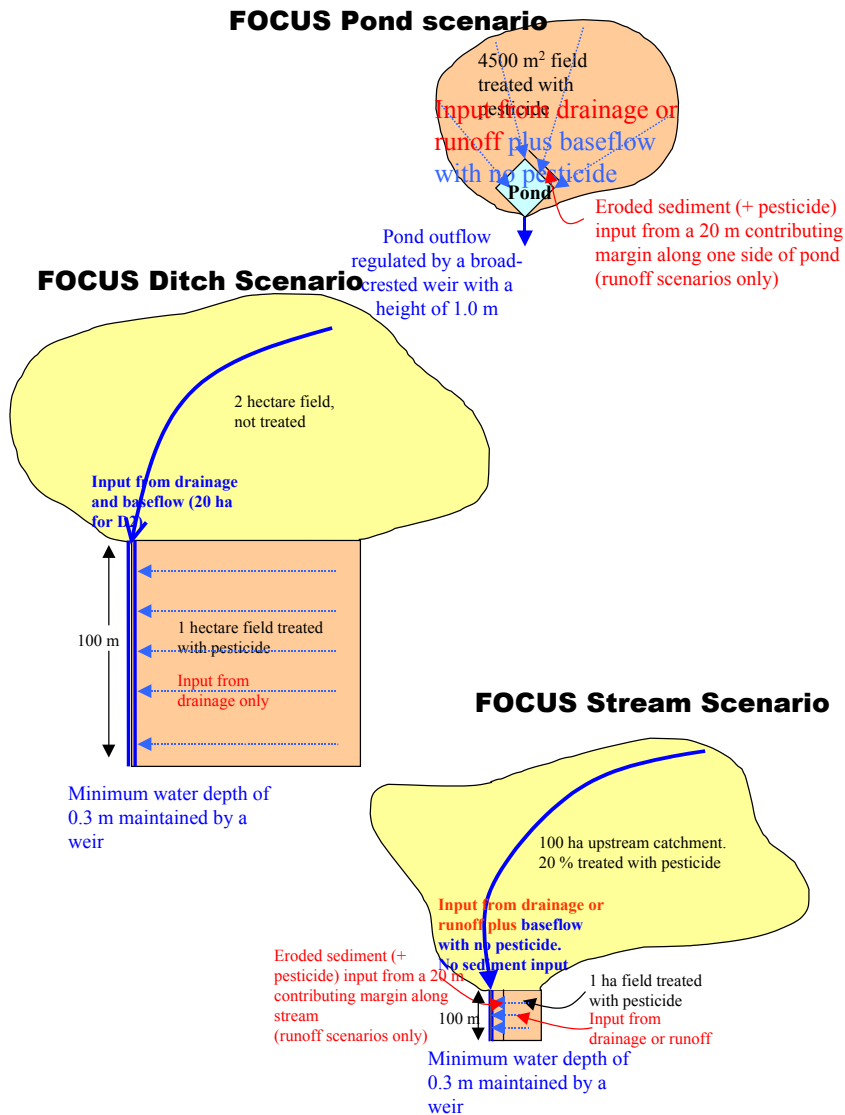 FOCUS Pond scenario
4500 m² field
treated with
pesticide
Input from drainage or
runoff plus baseflow
with no pesticide
Pond
Eroded sediment (+ pesticide)
input from a 20 m contributing
margin along one side of pond
(runoff scenarios only)
Pond outflow
regulated by a broad-
crested weir with a
height of 1.0 m
FOCUS Ditch Scenario
2 hectare field,
not treated
Input from drainage
and baseflow (20 ha
for D2)
100 m
1 hectare field treated
with pesticide
Input from
drainage only
Minimum water depth of
0.3 m maintained by a
weir
FOCUS Stream Scenario
100 ha upstream catchment.
20 % treated with pesticide
Input from drainage or
runoff plus baseflow
with no pesticide.
No sediment input
Eroded sediment (+
pesticide) input from a 20 m
contributing margin along
stream
(runoff scenarios only)
100 m
1 ha field treated
with pesticide
Input from
drainage or runoff
Minimum water depth of
0.3 m maintained by a
weir